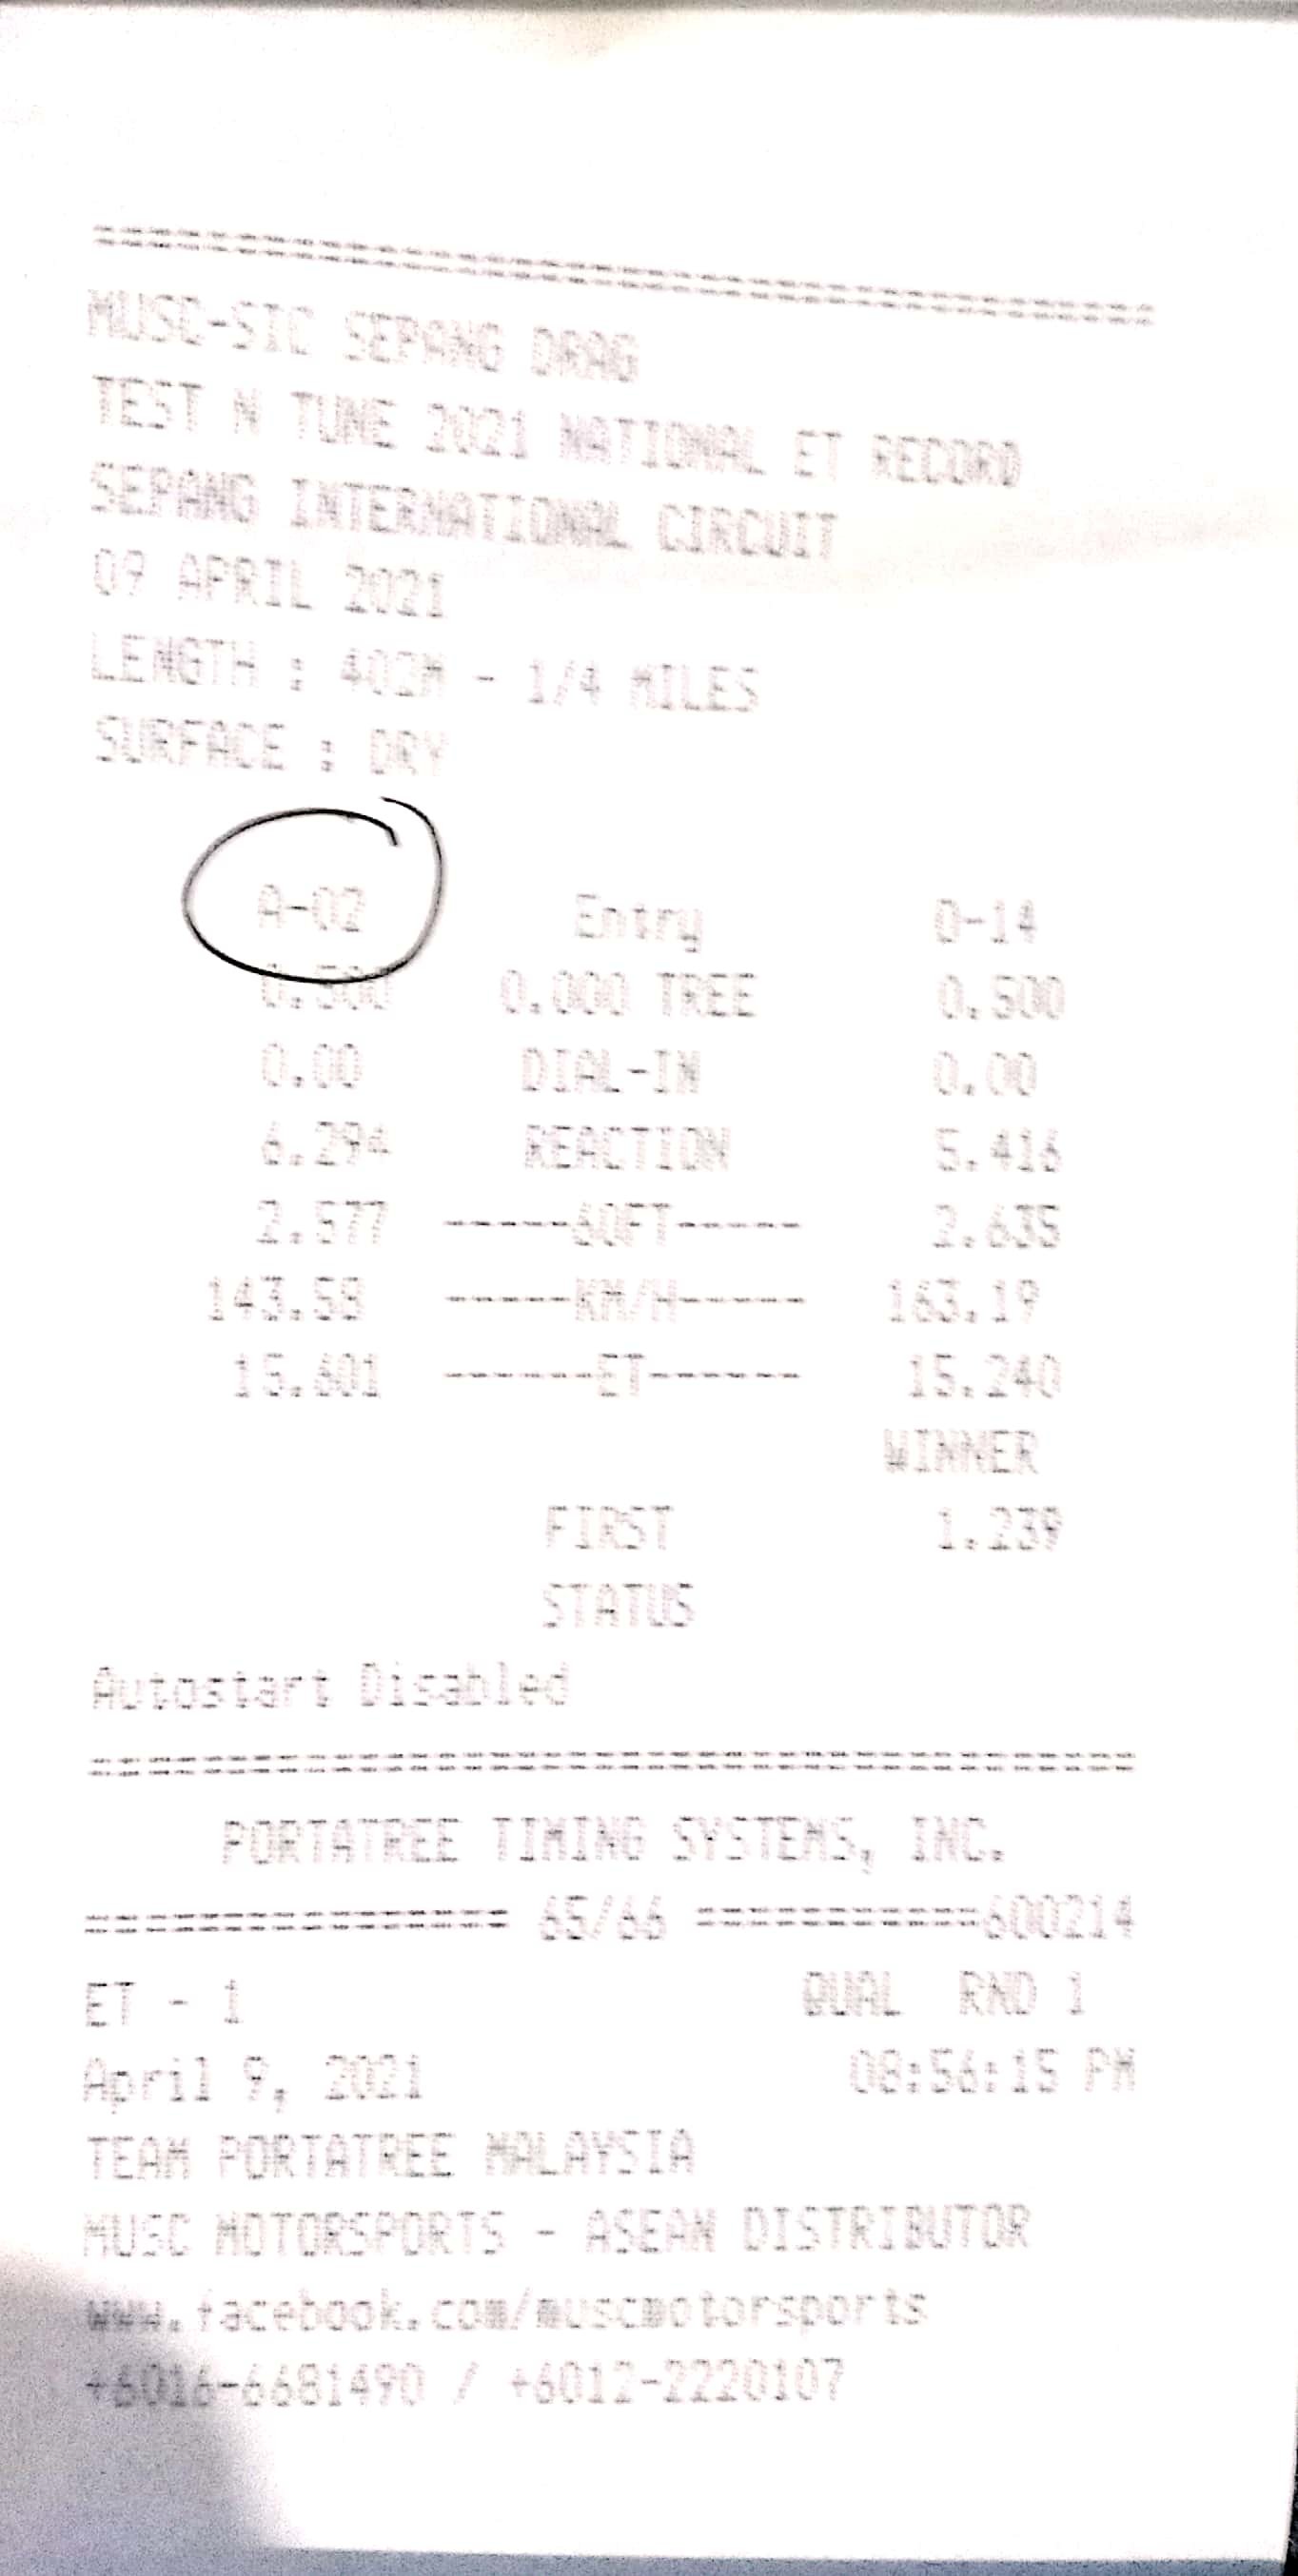 MUSC-SIC SEPANG DRAG
TEST N TUNE 2021 NATIONAL ET RECORD
SEPANG INTERNATIONAL CIRCUIT
09 APRIL 2021
LENGTH : 402M - 1/4 MILES
SURFACE : DRY
A-02 Entry O-14
0.500 0.000 TREE 0.500
0.00 DIAL-IN 0.00
6.294 REACTION 5.416
2.577 ------60FT------ 2.635
143.58 ------KM/H------ 163.19
15.601 -------ET------- 15.240
WINNER
FIRST 1.239
STATUS
Autostart Disabled
PORTATREE TIMING SYSTEMS, INC.
======================= 65/66 ===============600214
ET - 1 QUAL RND 1
April 9, 2021 08:56:15 PM
TEAM PORTATREE MALAYSIA
MUSC MOTORSPORTS - ASEAN DISTRIBUTOR
www.facebook.com/muscmotorsports
+6016-6681490 / +6012-2220107